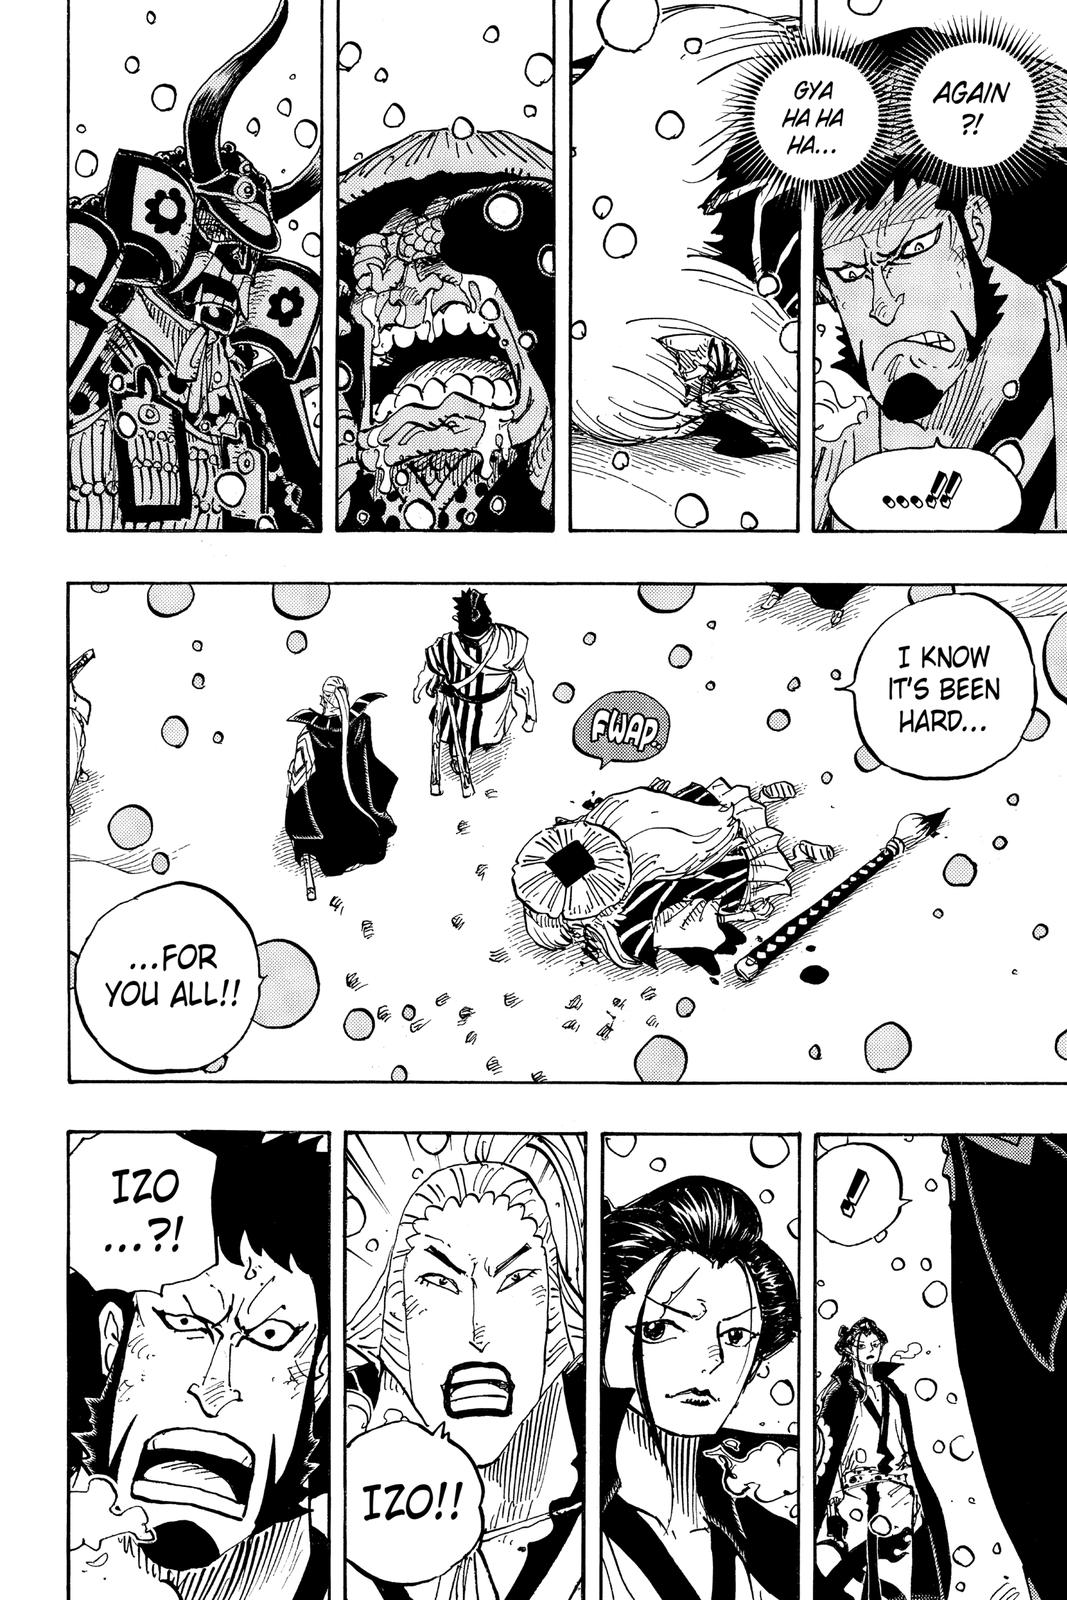 AGAIN
?!
GYA
HA HA
HA...
...!!
I KNOW
IT'S BEEN
HARD...
FWAP.
...FOR
YOU ALL!!
!
IZO!!
IZO
...?!